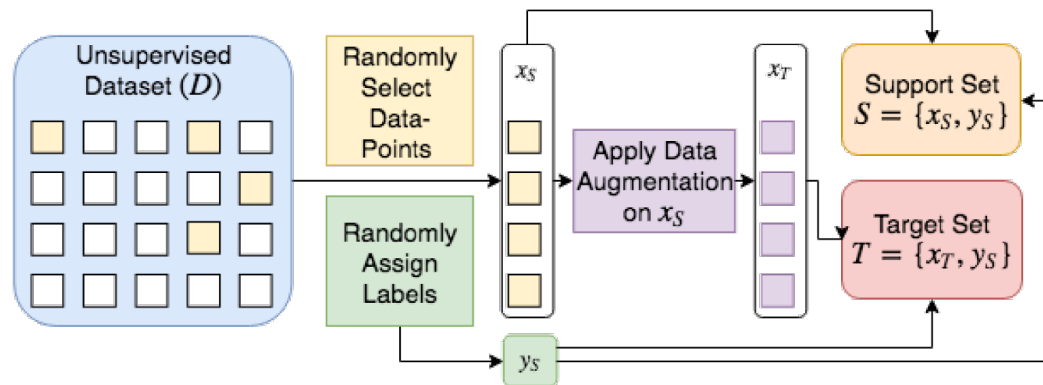 Unsupervised
Dataset (D)
Randomly
Select
Data-
Points
Randomly
Assign
Labels
x_S
Apply Data
Augmentation
on x_S
x_T
Support Set
S = {x_S, y_S}
Target Set
T = {x_T, y_S}
y_S